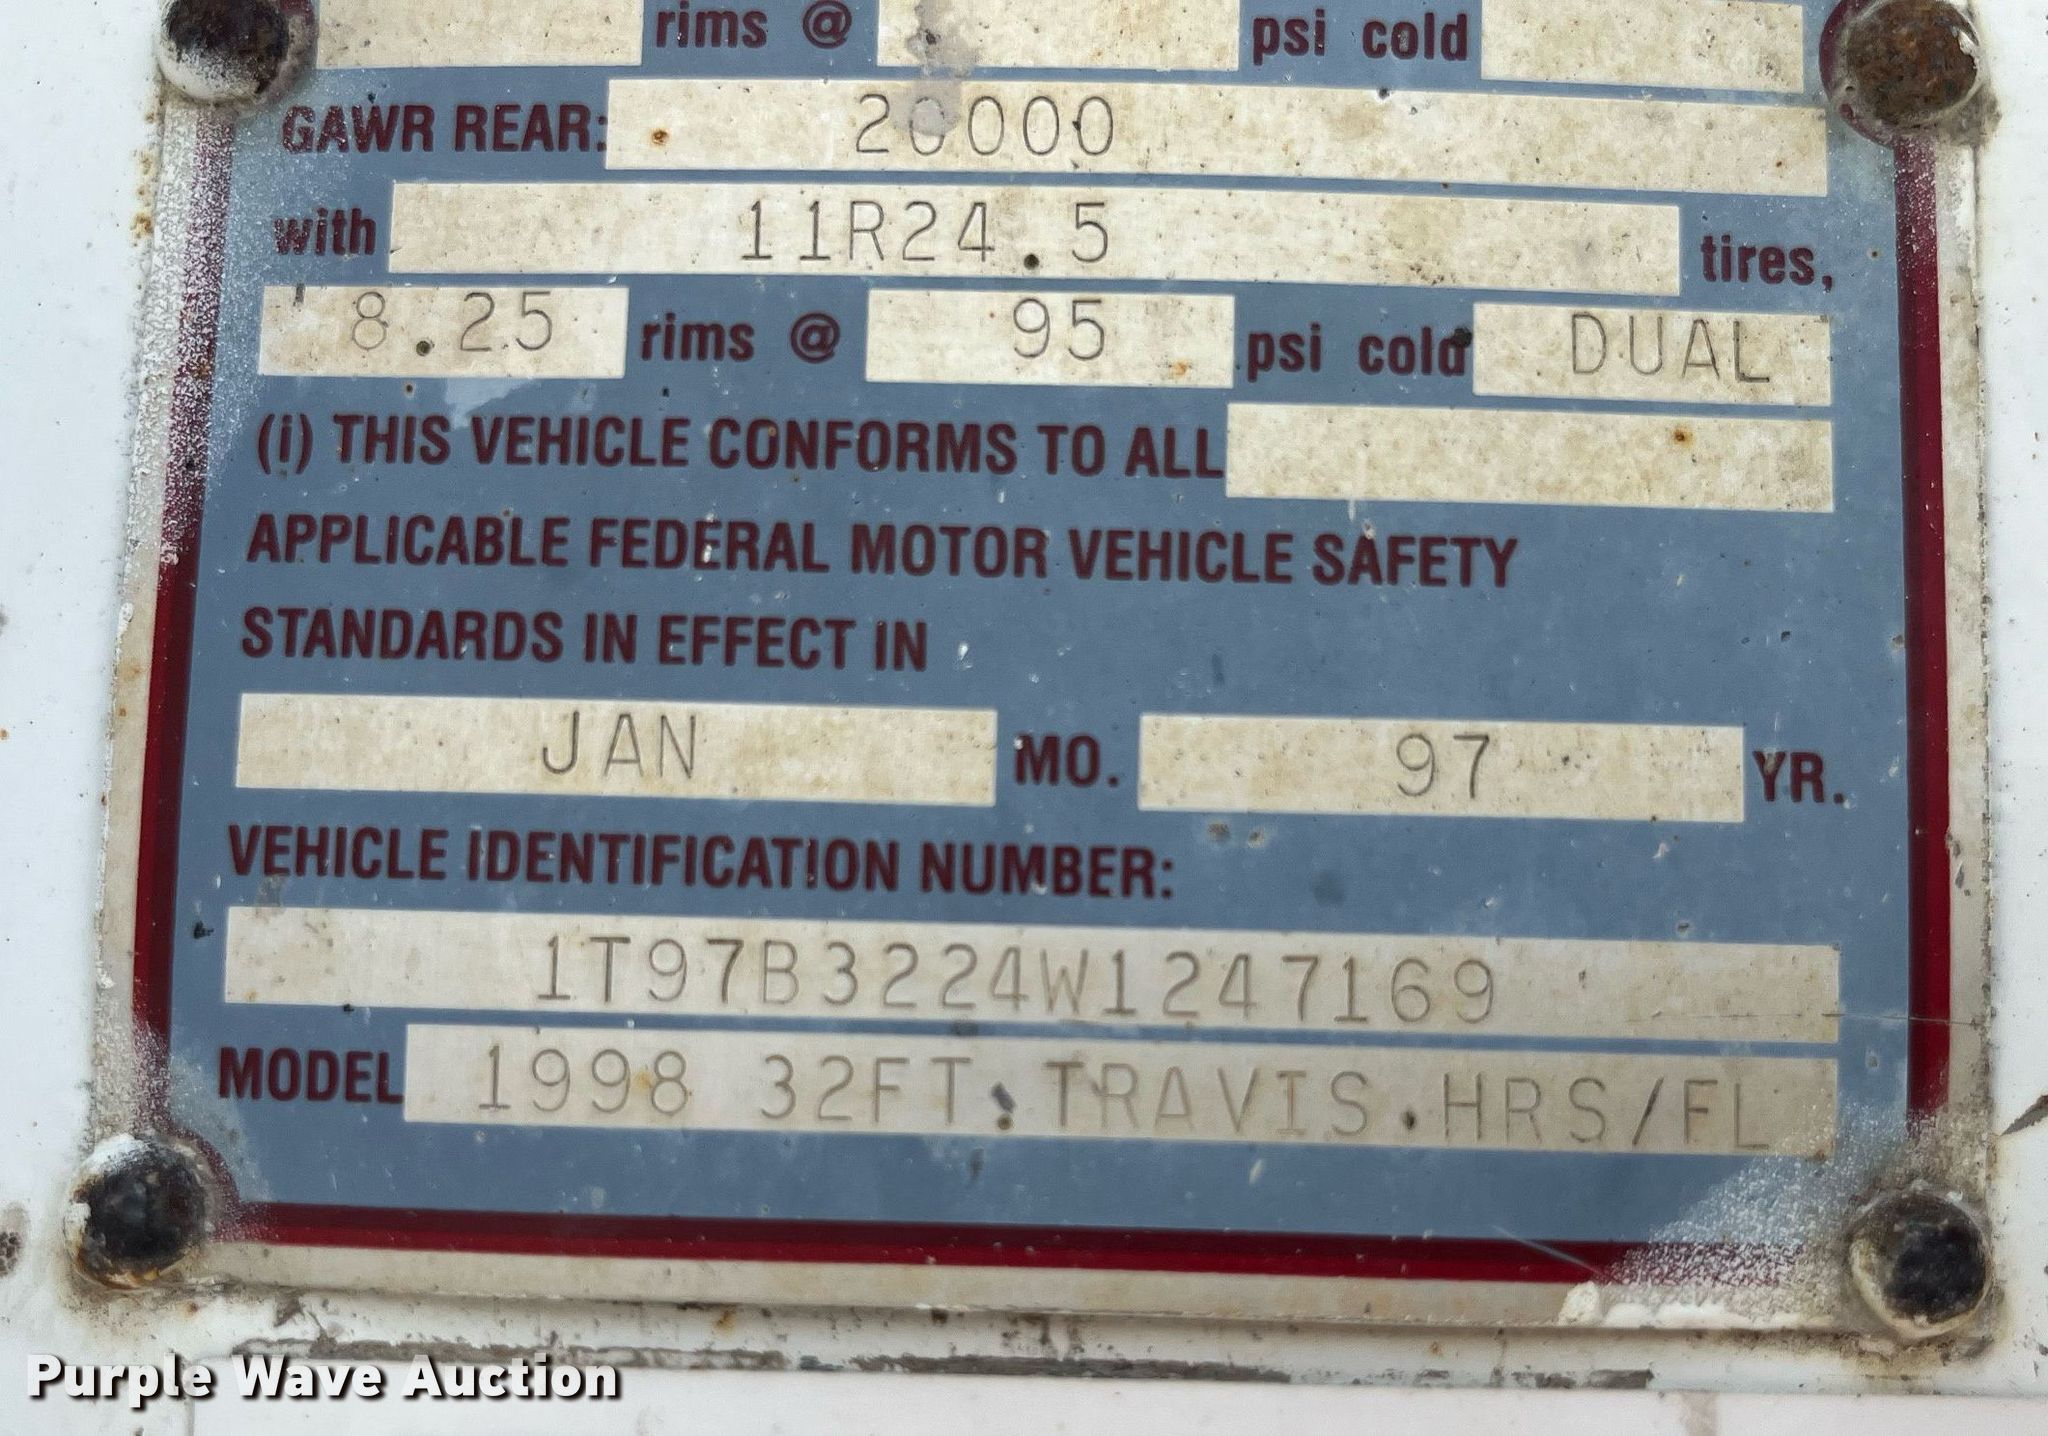 rims @ psi cold
GAWR REAR: 20000
with 11R24.5 tires,
8.25 rims @ 95 psi cold DUAL
(i) THIS VEHICLE CONFORMS TO ALL
APPLICABLE FEDERAL MOTOR VEHICLE SAFETY
STANDARDS IN EFFECT IN
JAN MO. 97 YR.
VEHICLE IDENTIFICATION NUMBER:
1T97B3224W1247169
MODEL 1998 32FT.TRAVIS.HRS/FL
Purple Wave Auction